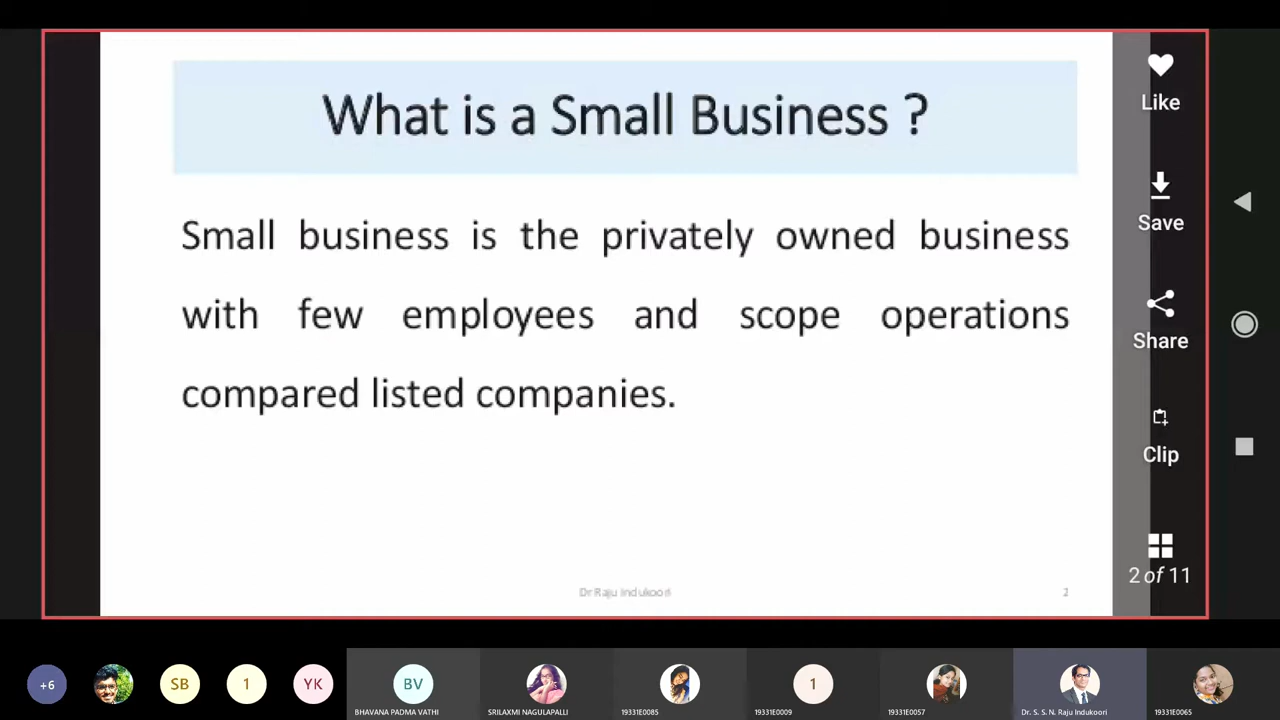 What is a Small Business ?
Small business is the privately owned business
with few employees and scope operations
compared listed companies.
Dr Raju Indukoori
2
Like
Save
Share
Clip
2 of 11
+6
SB
1
YK
BV
BHAVANA PADMA VATHI
SRILAXMI NAGULAPALLI
19331E0085
1
19331E0009
19331E0057
Dr. S. S. N. Raju Indukoori
19331E0065